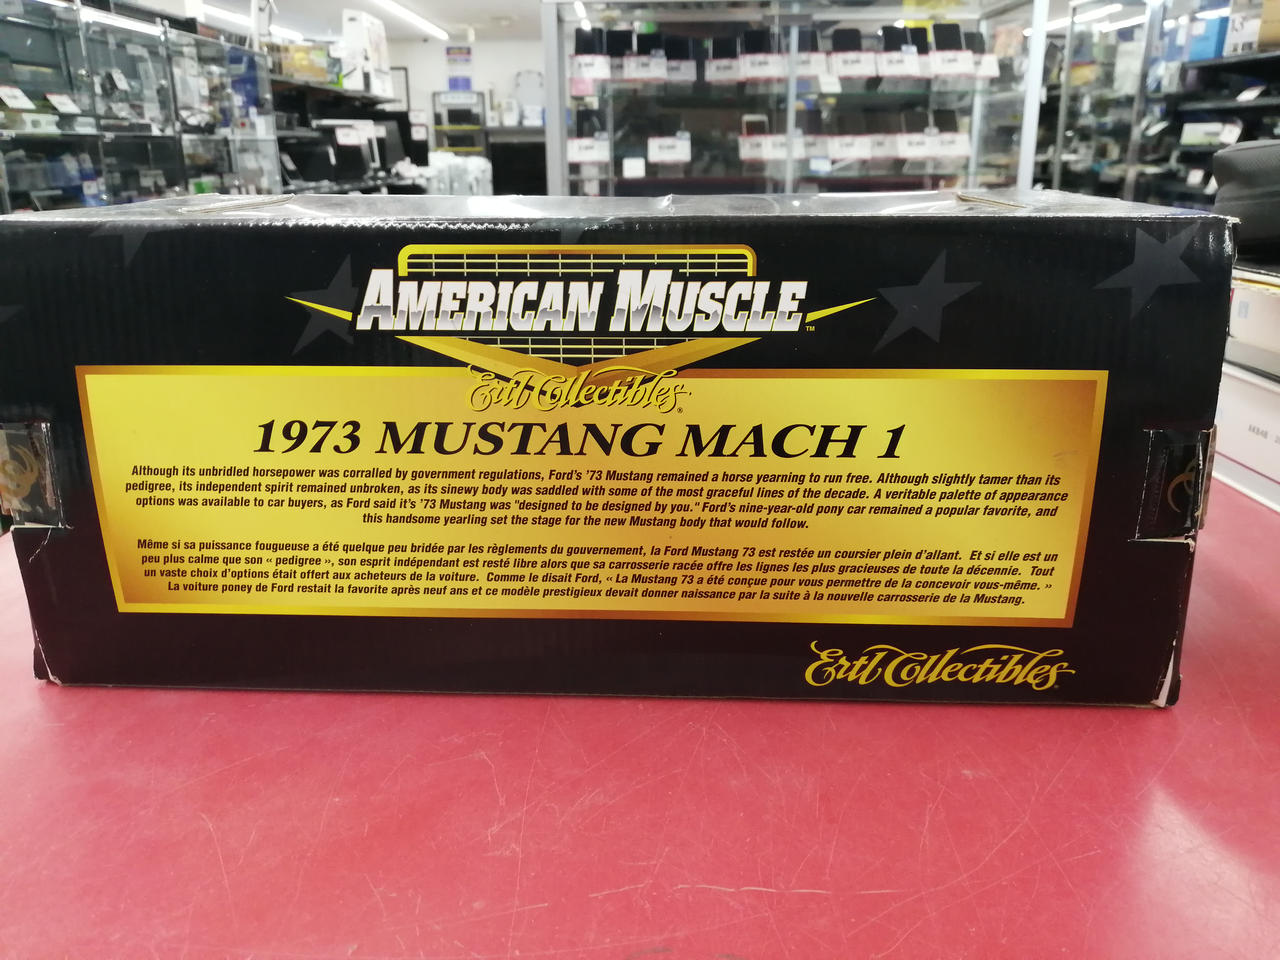 AMERICAN MUSCLE™
Ertl Collectibles®
1973 MUSTANG MACH 1
Although its unbridled horsepower was corralled by government regulations, Ford's '73 Mustang remained a horse yearning to run free. Although slightly tamer than its
pedigree, its independent spirit remained unbroken, as its sinewy body was saddled with some of the most graceful lines of the decade. A veritable palette of appearance
options was available to car buyers, as Ford said it's '73 Mustang was "designed to be designed by you." Ford's nine-year-old pony car remained a popular favorite, and
this handsome yearling set the stage for the new Mustang body that would follow.
Même si sa puissance fougueuse a été quelque peu bridée par les règlements du gouvernement, la Ford Mustang 73 est restée un coursier plein d'allant. Et si elle est un
peu plus calme que son « pedigree », son esprit indépendant est resté libre alors que sa carrosserie racée offre les lignes les plus gracieuses de toute la décennie. Tout
un vaste choix d'options était offert aux acheteurs de la voiture. Comme le disait Ford, « La Mustang 73 a été conçue pour vous permettre de la concevoir vous-même. »
La voiture poney de Ford restait la favorite après neuf ans et ce modèle prestigieux devait donner naissance par la suite à la nouvelle carrosserie de la Mustang.
Ertl Collectibles